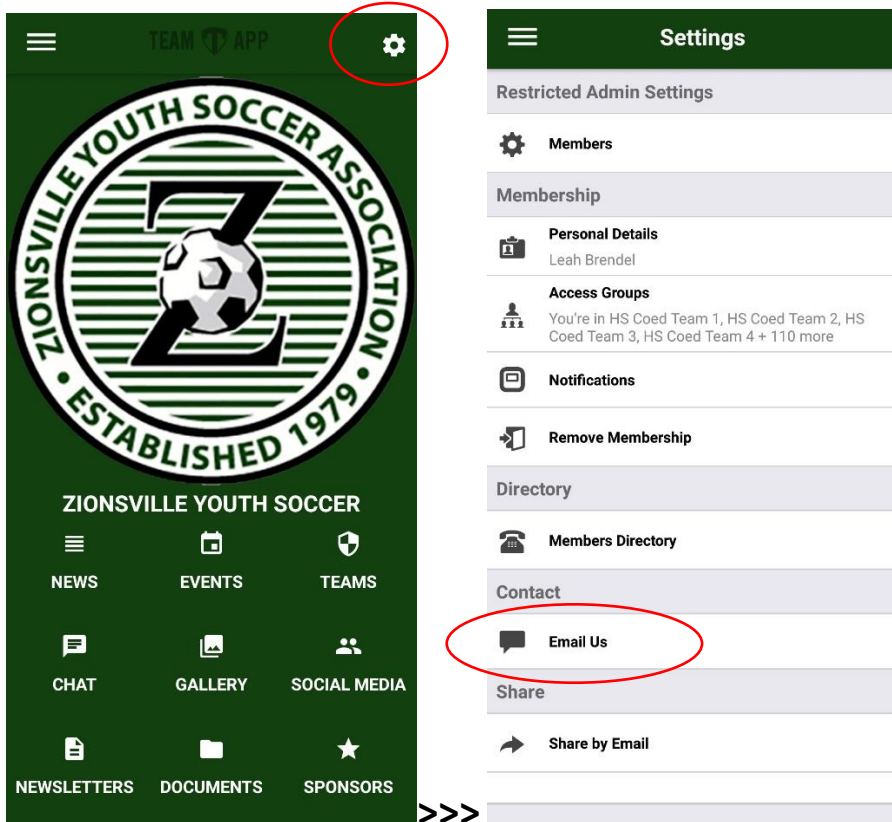 TEAM APP
ZIONSVILLE YOUTH SOCCER ASSOCIATION
• ESTABLISHED 1979 •
Z
ZIONSVILLE YOUTH SOCCER
NEWS EVENTS TEAMS
CHAT GALLERY SOCIAL MEDIA
NEWSLETTERS DOCUMENTS SPONSORS
>>>
Settings
Restricted Admin Settings
Members
Membership
Personal Details
Leah Brendel
Access Groups
You're in HS Coed Team 1, HS Coed Team 2, HS
Coed Team 3, HS Coed Team 4 + 110 more
Notifications
Remove Membership
Directory
Members Directory
Contact
Email Us
Share
Share by Email